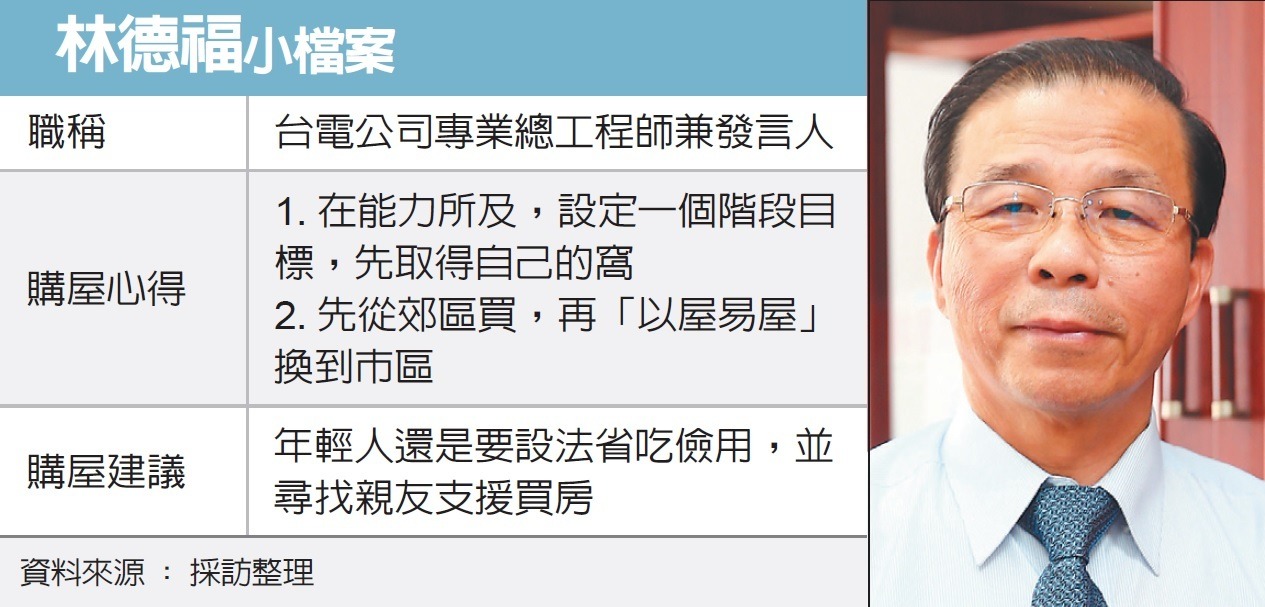 林德福小檔案
職稱
台電公司專業總工程師兼發言人
購屋心得
1. 在能力所及，設定一個階段目
標，先取得自己的窩
2. 先從郊區買，再「以屋易屋」
換到市區
購屋建議
年輕人還是要設法省吃儉用，並
尋找親友支援買房
資料來源 ： 採訪整理